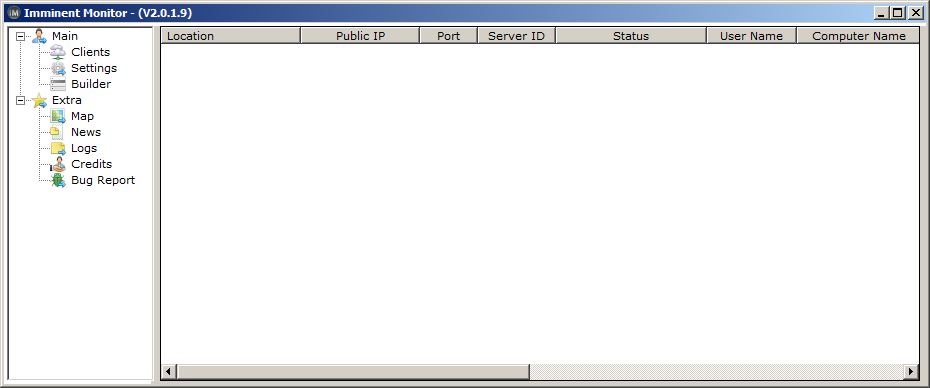 iM Imminent Monitor - (V2.0.1.9)
Main
Clients
Settings
Builder
Extra
Map
News
Logs
Credits
Bug Report
Location Public IP Port Server ID Status User Name Computer Name